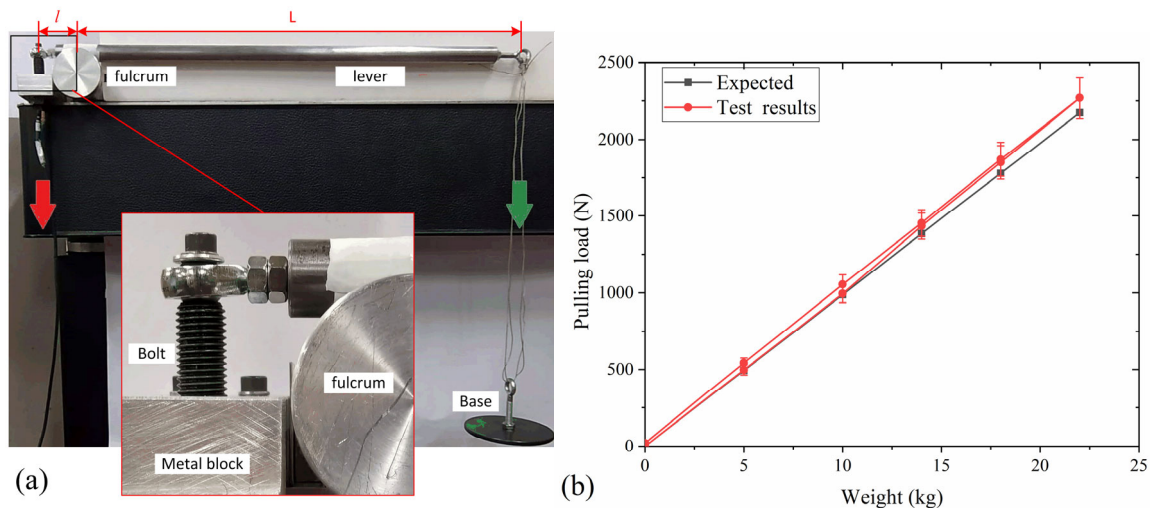 l
L
fulcrum
lever
Bolt
fulcrum
Base
Metal block
(a)
Expected
Test results
Pulling load (N)
2500
2000
1500
1000
500
0
0 5 10 15 20 25
Weight (kg)
(b)